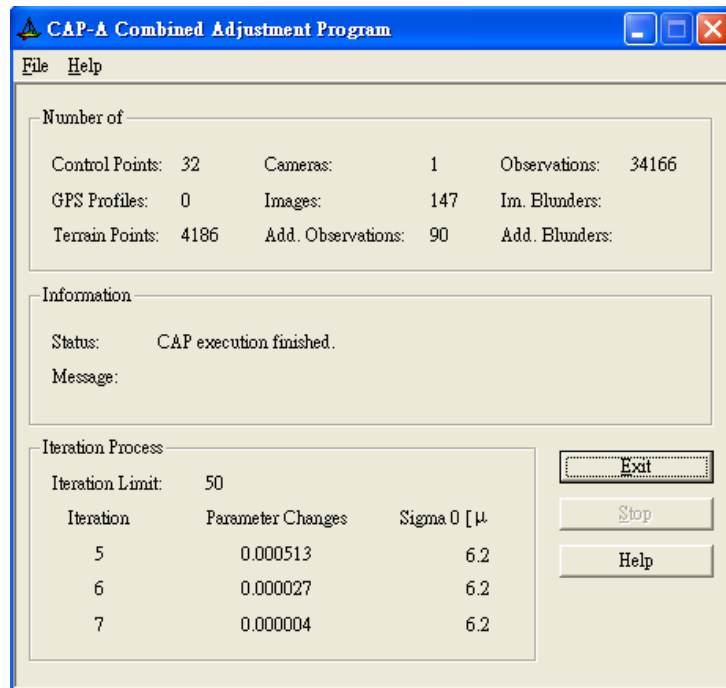 CAP-A Combined Adjustment Program
File Help
Number of
Control Points: 32 Cameras: 1 Observations: 34166
GPS Profiles: 0 Images: 147 Im. Blunders:
Terrain Points: 4186 Add. Observations: 90 Add. Blunders:
Information
Status: CAP execution finished.
Message:
Iteration Process
Iteration Limit: 50
Iteration Parameter Changes Sigma 0 [ μ
5 0.000513 6.2
6 0.000027 6.2
7 0.000004 6.2
Exit
Stop
Help